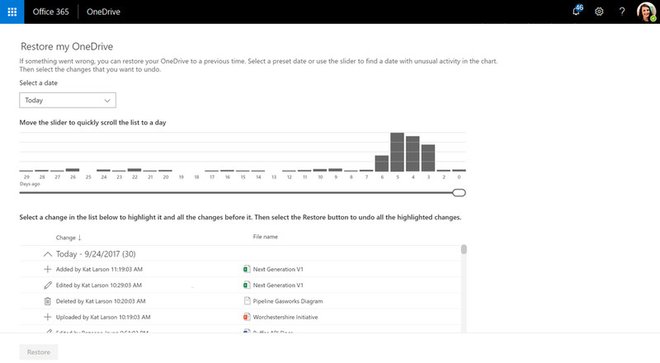 Office 365 OneDrive 46 ?
Restore my OneDrive
If something went wrong, you can restore your OneDrive to a previous time. Select a preset date or use the slider to find a date with unusual activity in the chart.
Then select the changes that you want to undo.
Select a date
Today
Move the slider to quickly scroll the list to a day
29 28 27 26 25 24 23 22 21 20 19 18 17 16 15 14 13 12 11 10 9 8 7 6 5 4 3 2 0
Days ago
Select a change in the list below to highlight it and all the changes before it. Then select the Restore button to undo all the highlighted changes.
Change ↓ File name
Today - 9/24/2017 (30)
Added by Kat Larson 11:19:03 AM Next Generation V1
Edited by Kat Larson 10:29:03 AM Next Generation V1
Deleted by Kat Larson 10:20:03 AM Pipeline Gasworks Diagram
Uploaded by Kat Larson 10:19:03 AM Worchestershire Initiative
Edited by
Restore